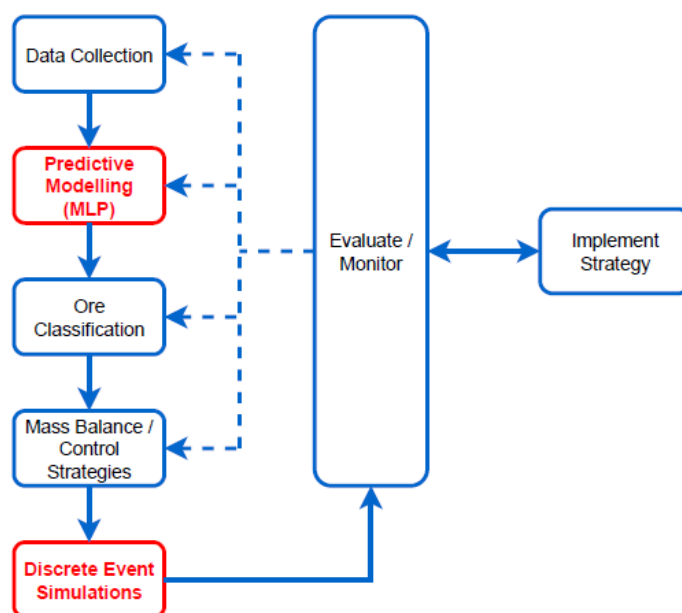 Data Collection
Predictive
Modelling
(MLP)
Ore
Classification
Mass Balance /
Control
Strategies
Discrete Event
Simulations
Evaluate /
Monitor
Implement
Strategy